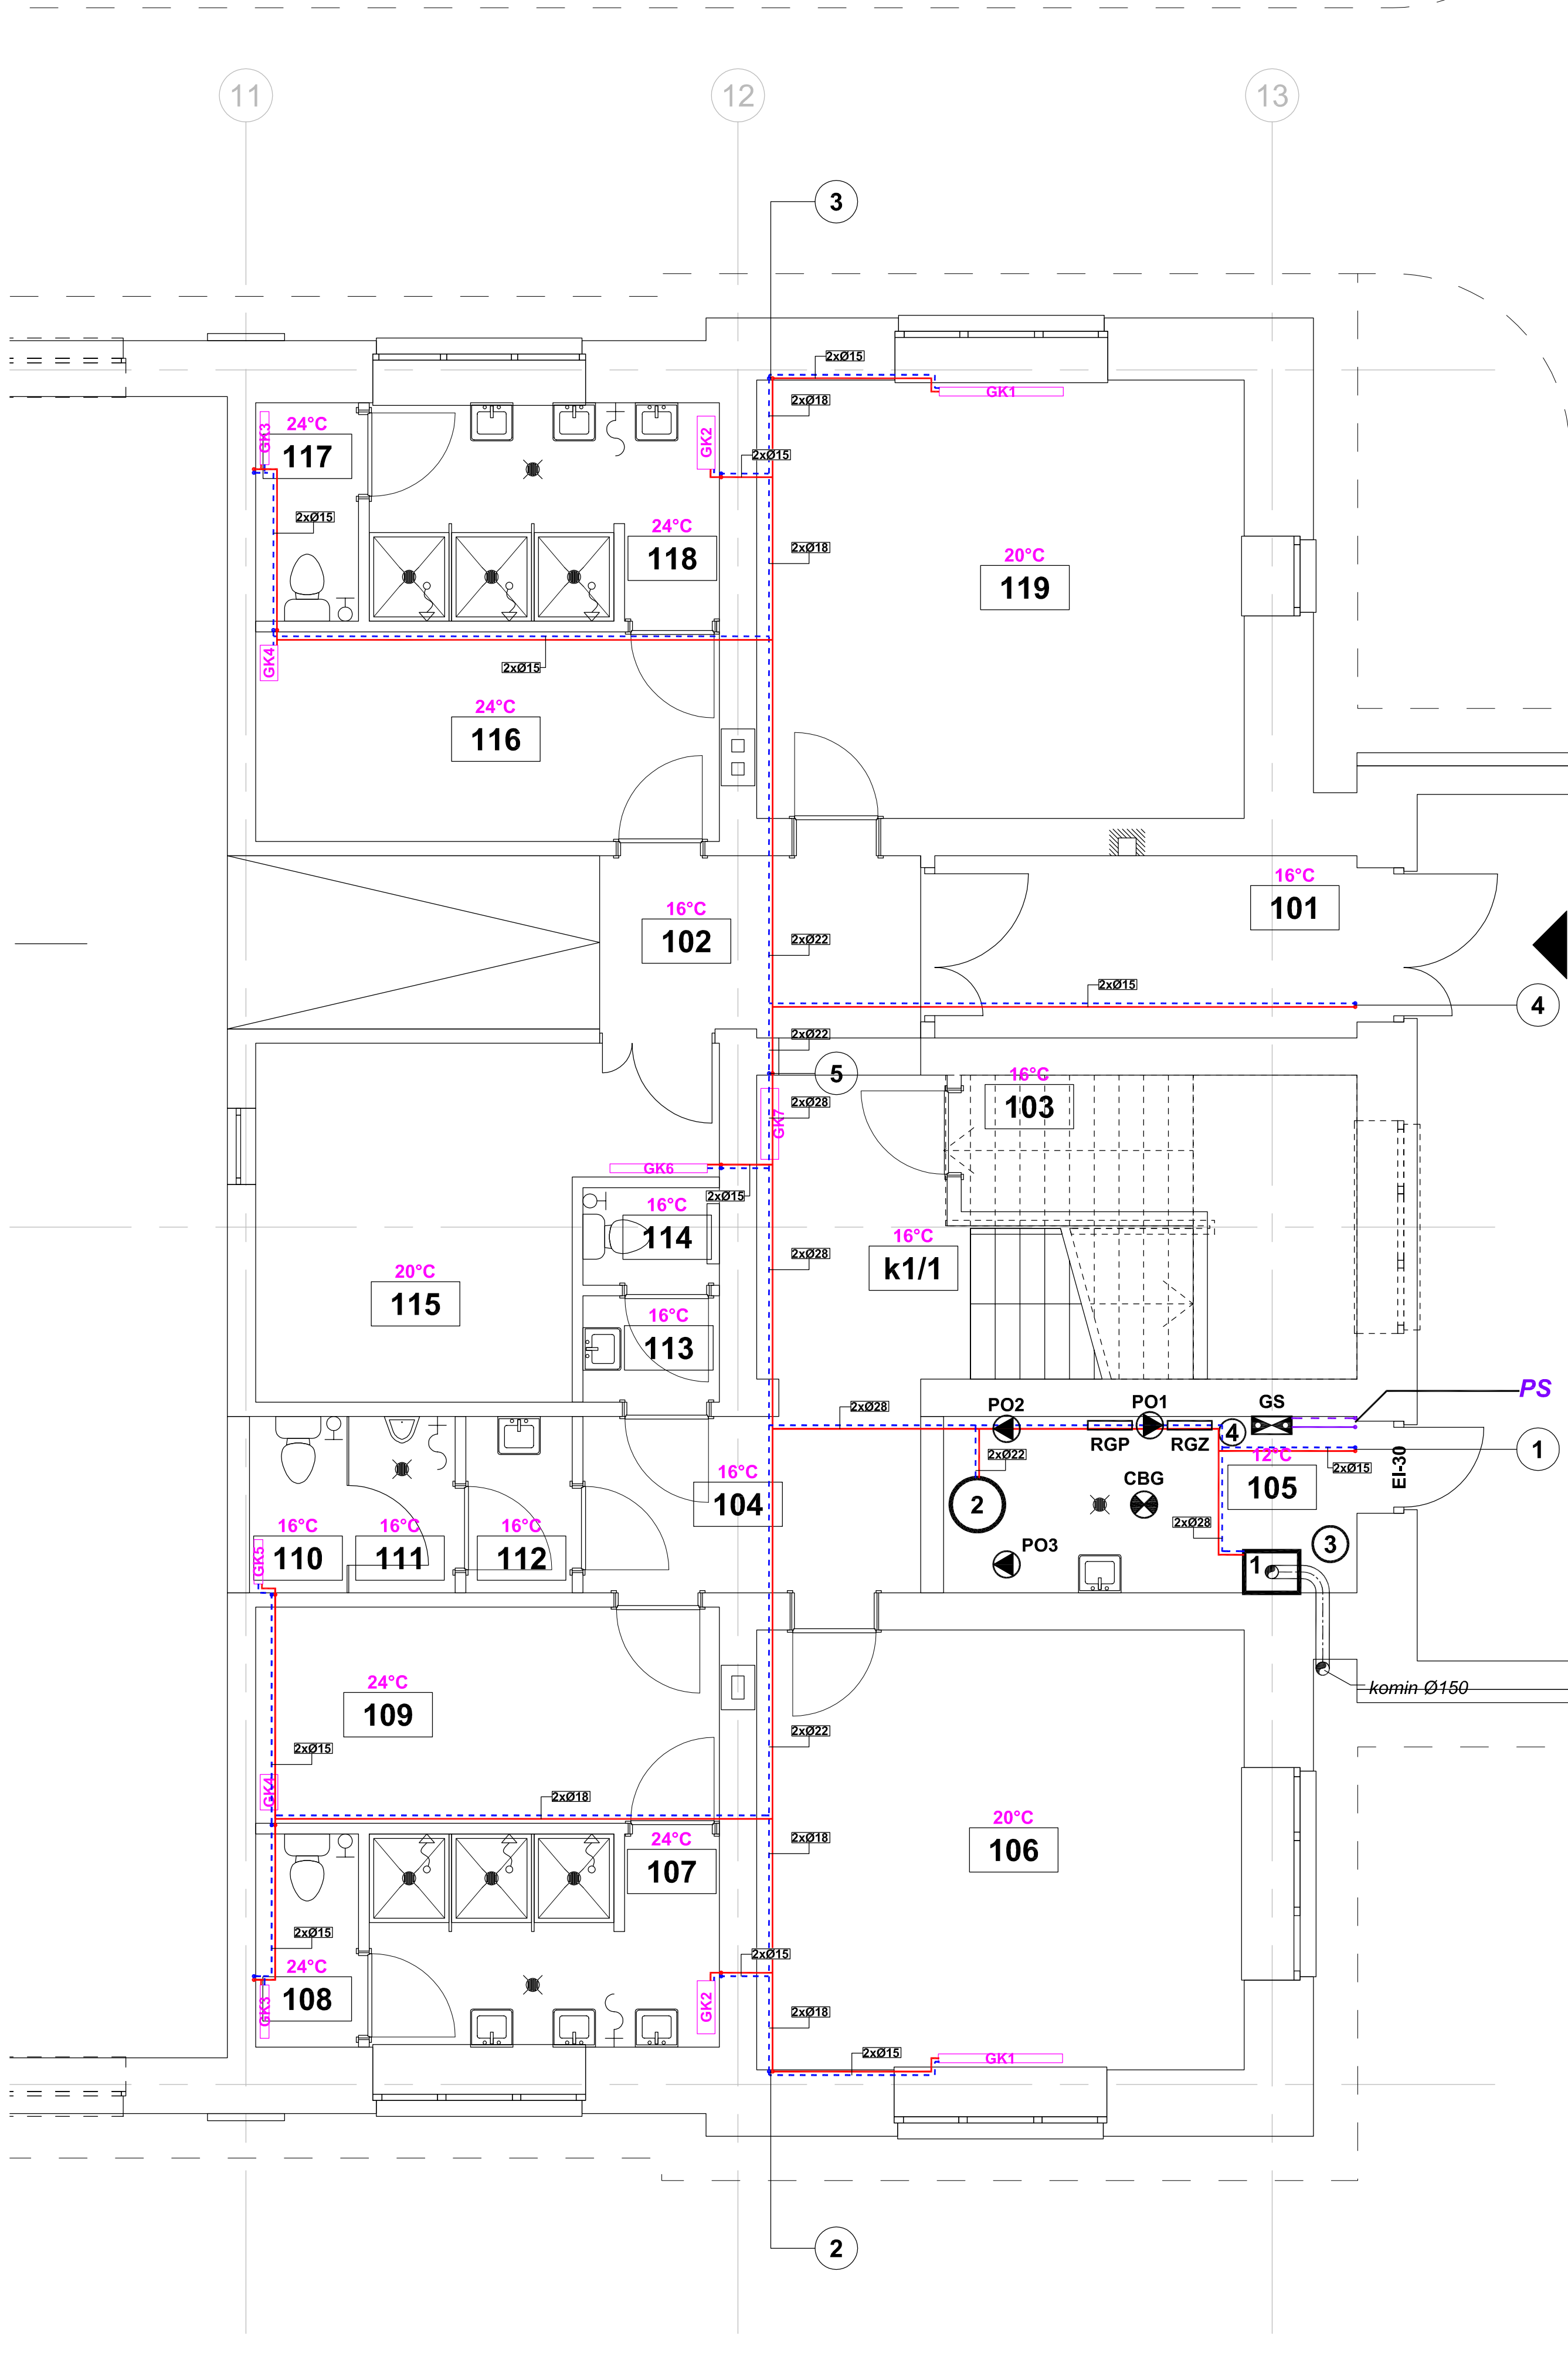 11
12
13
3
2xØ15
GK1
2xØ18
24°C
117
GK3
GK2
2xØ15
2xØ15
24°C
118
2xØ18
20°C
119
GK4
2xØ15
24°C
116
16°C
101
16°C
102
2xØ22
2xØ15
4
2xØ22
5
16°C
103
2xØ28
GK7
GK6
2xØ15
16°C
114
16°C
k1/1
2xØ28
20°C
115
16°C
113
PS
2xØ28
PO2
PO1
GS
RGP
RGZ
4
2xØ22
12°C
105
2xØ15
EI-30
1
16°C
104
2
CBG
2xØ28
PO3
3
1
16°C
110
16°C
111
16°C
112
GK5
komin Ø150
24°C
109
2xØ22
2xØ15
GK4
2xØ18
24°C
107
2xØ18
20°C
106
2xØ15
24°C
108
GK3
2xØ15
GK2
2xØ18
2xØ15
GK1
2